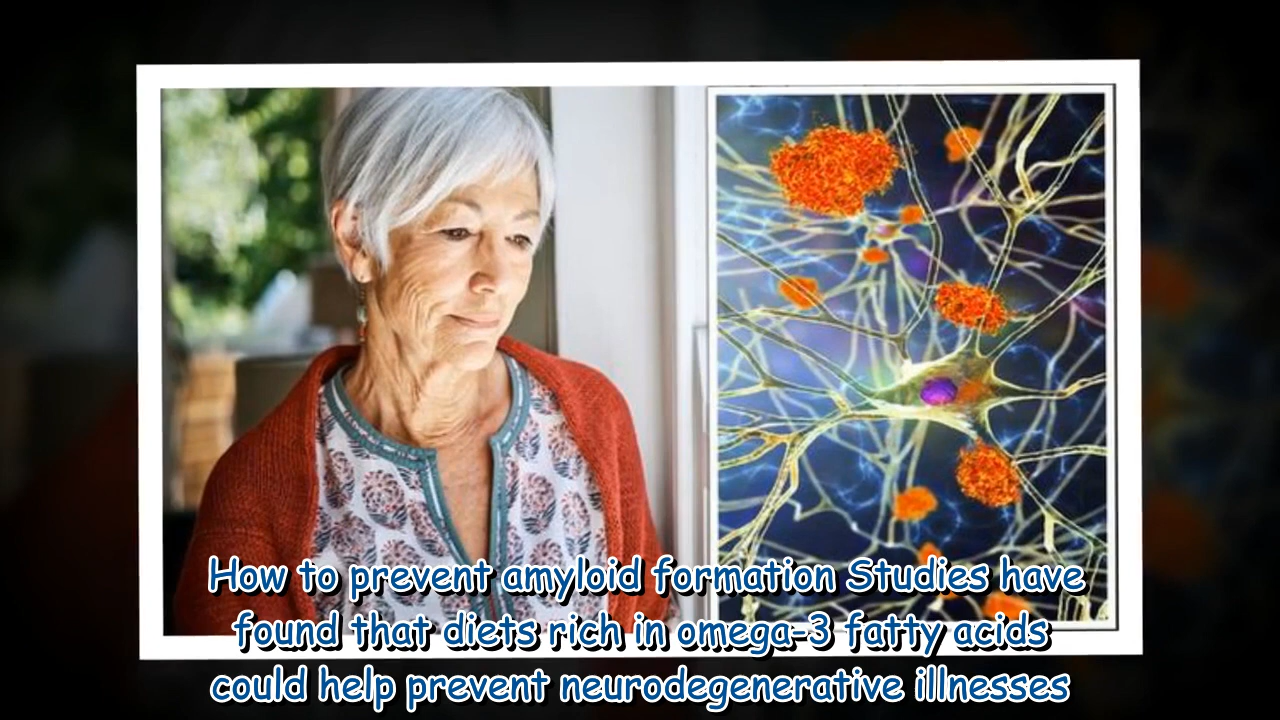 How to prevent amyloid formation Studies have
found that diets rich in omega-3 fatty acids
could help prevent neurodegenerative illnesses